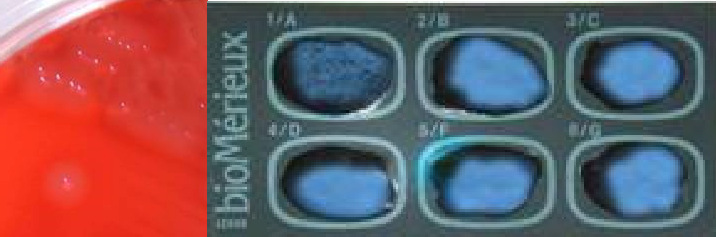 1/A
2/B
3/C
4/D
5/F
6/G
bioMérieux